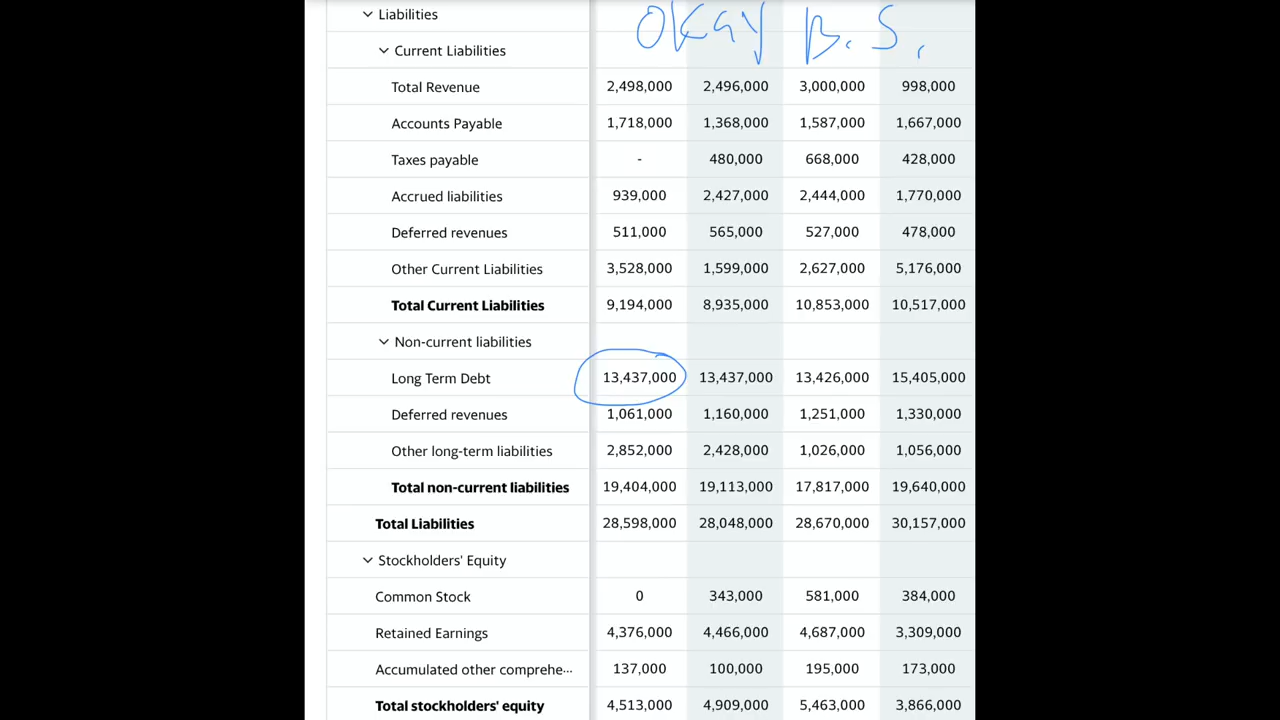 Liabilities
OKay B.S.
Current Liabilities
Total Revenue 2,498,000 2,496,000 3,000,000 998,000
Accounts Payable 1,718,000 1,368,000 1,587,000 1,667,000
Taxes payable - 480,000 668,000 428,000
Accrued liabilities 939,000 2,427,000 2,444,000 1,770,000
Deferred revenues 511,000 565,000 527,000 478,000
Other Current Liabilities 3,528,000 1,599,000 2,627,000 5,176,000
Total Current Liabilities 9,194,000 8,935,000 10,853,000 10,517,000
Non-current liabilities
Long Term Debt 13,437,000 13,437,000 13,426,000 15,405,000
Deferred revenues 1,061,000 1,160,000 1,251,000 1,330,000
Other long-term liabilities 2,852,000 2,428,000 1,026,000 1,056,000
Total non-current liabilities 19,404,000 19,113,000 17,817,000 19,640,000
Total Liabilities 28,598,000 28,048,000 28,670,000 30,157,000
Stockholders' Equity
Common Stock 0 343,000 581,000 384,000
Retained Earnings 4,376,000 4,466,000 4,687,000 3,309,000
Accumulated other comprehe... 137,000 100,000 195,000 173,000
Total stockholders' equity 4,513,000 4,909,000 5,463,000 3,866,000